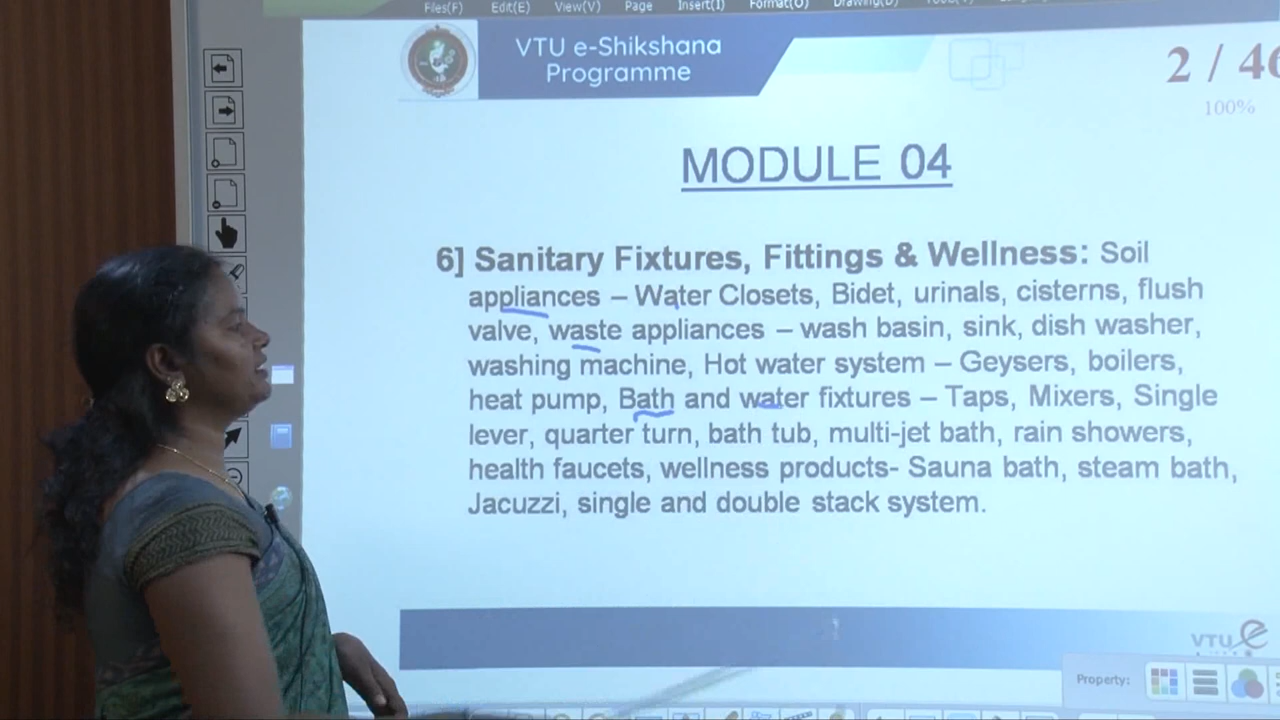 Files(F) Edit(E) View(V) Page Insert(I) Format(O) Drawing(D)
VTU e-Shikshana
Programme
2 / 46
100%
MODULE 04
6] Sanitary Fixtures, Fittings & Wellness: Soil
appliances – Water Closets, Bidet, urinals, cisterns, flush
valve, waste appliances – wash basin, sink, dish washer,
washing machine, Hot water system – Geysers, boilers,
heat pump, Bath and water fixtures – Taps, Mixers, Single
lever, quarter turn, bath tub, multi-jet bath, rain showers,
health faucets, wellness products- Sauna bath, steam bath,
Jacuzzi, single and double stack system.
VTU e
Property: